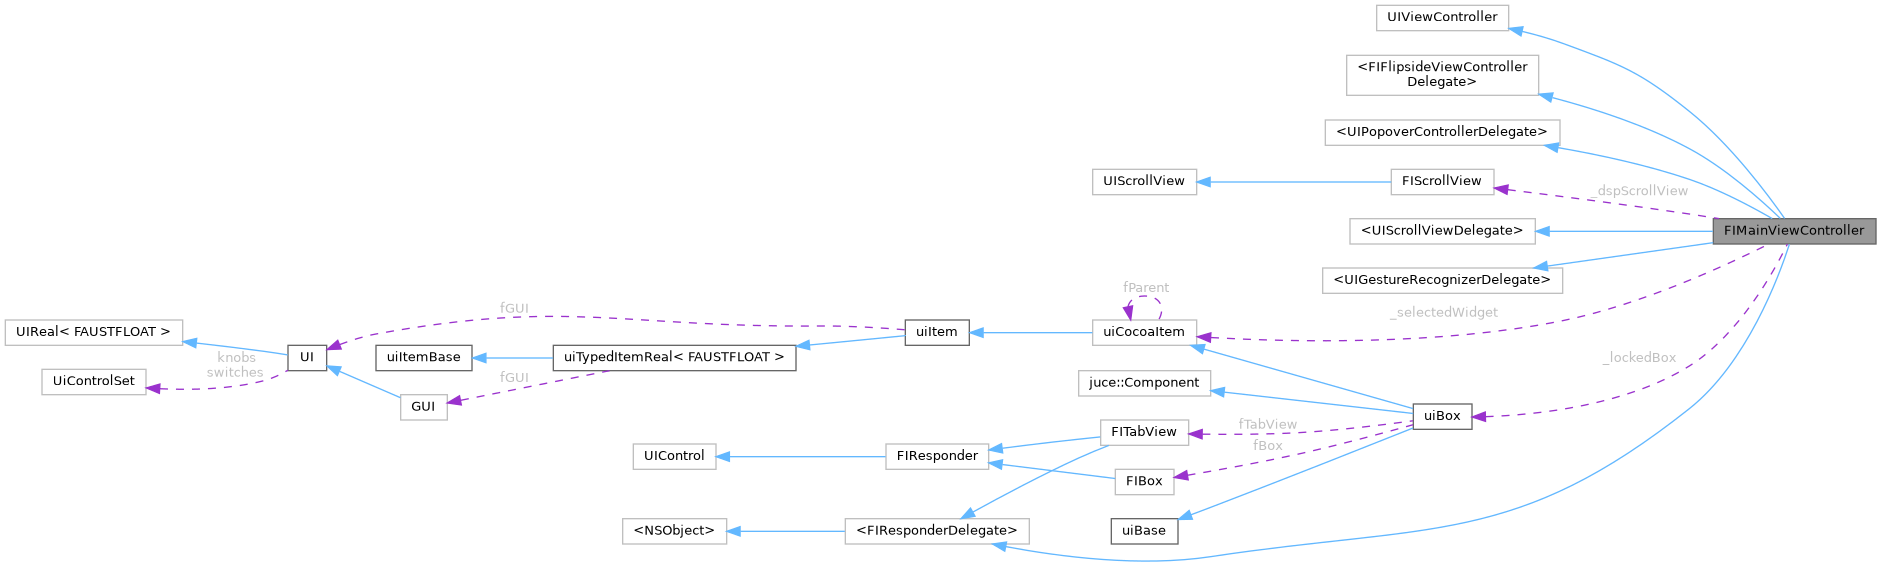 UIViewController
<FIFlipsideViewController
Delegate>
<UIPopoverControllerDelegate>
UIScrollView
FIScrollView
_dspScrollView
<UIScrollViewDelegate>
FIMainViewController
<UIGestureRecognizerDelegate>
fParent
fGUI
_selectedWidget
UIReal< FAUSTFLOAT >
uiItem
uiCocoaItem
knobs
switches
UI
uiItemBase
uiTypedItemReal< FAUSTFLOAT >
_lockedBox
UiControlSet
fGUI
juce::Component
GUI
uiBox
FITabView
fTabView
fBox
UIControl
FIResponder
FIBox
<NSObject>
<FIResponderDelegate>
uiBase